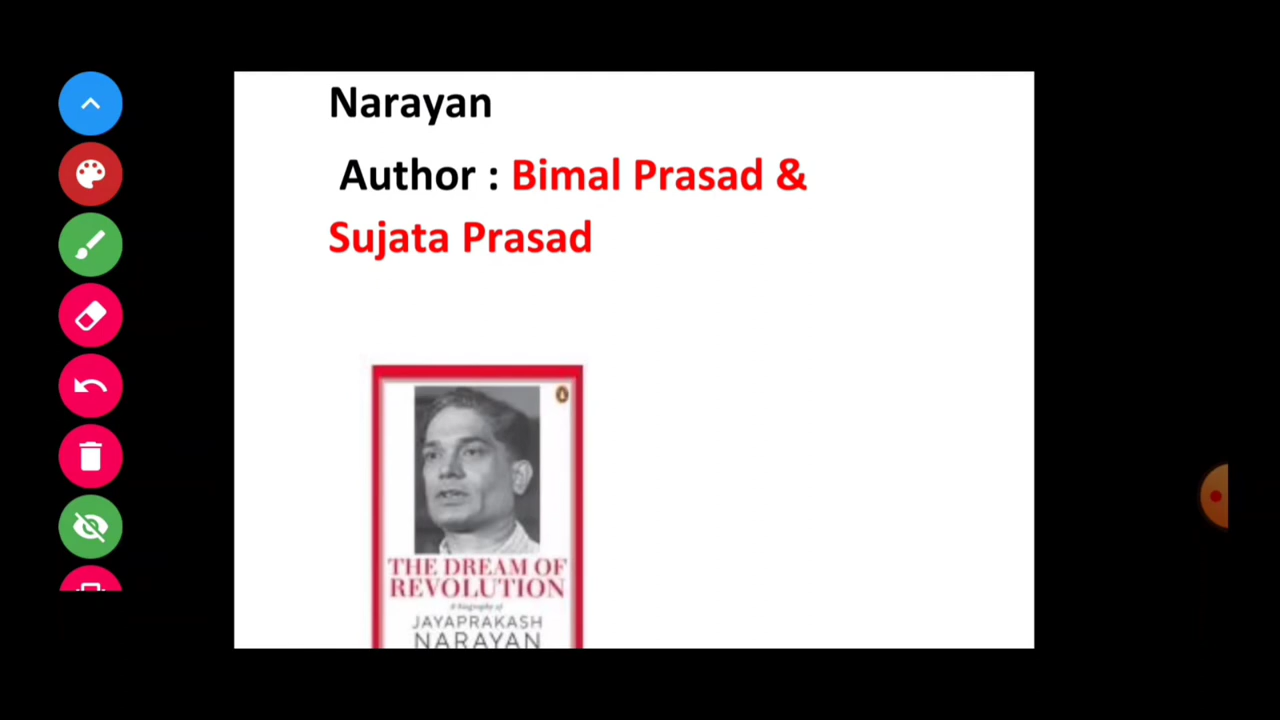 Narayan
Author : Bimal Prasad &
Sujata Prasad
THE DREAM OF
REVOLUTION
A biography of
JAYAPRAKASH
NARAYAN